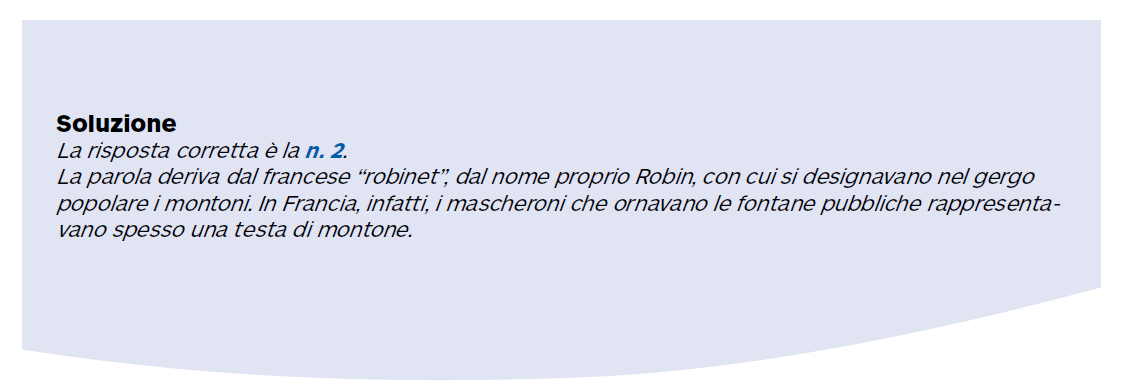 Soluzione
La risposta corretta è la n. 2.
La parola deriva dal francese “robinet”, dal nome proprio Robin, con cui si designavano nel gergo
popolare i montoni. In Francia, infatti, i mascheroni che ornavano le fontane pubbliche rappresenta-
vano spesso una testa di montone.